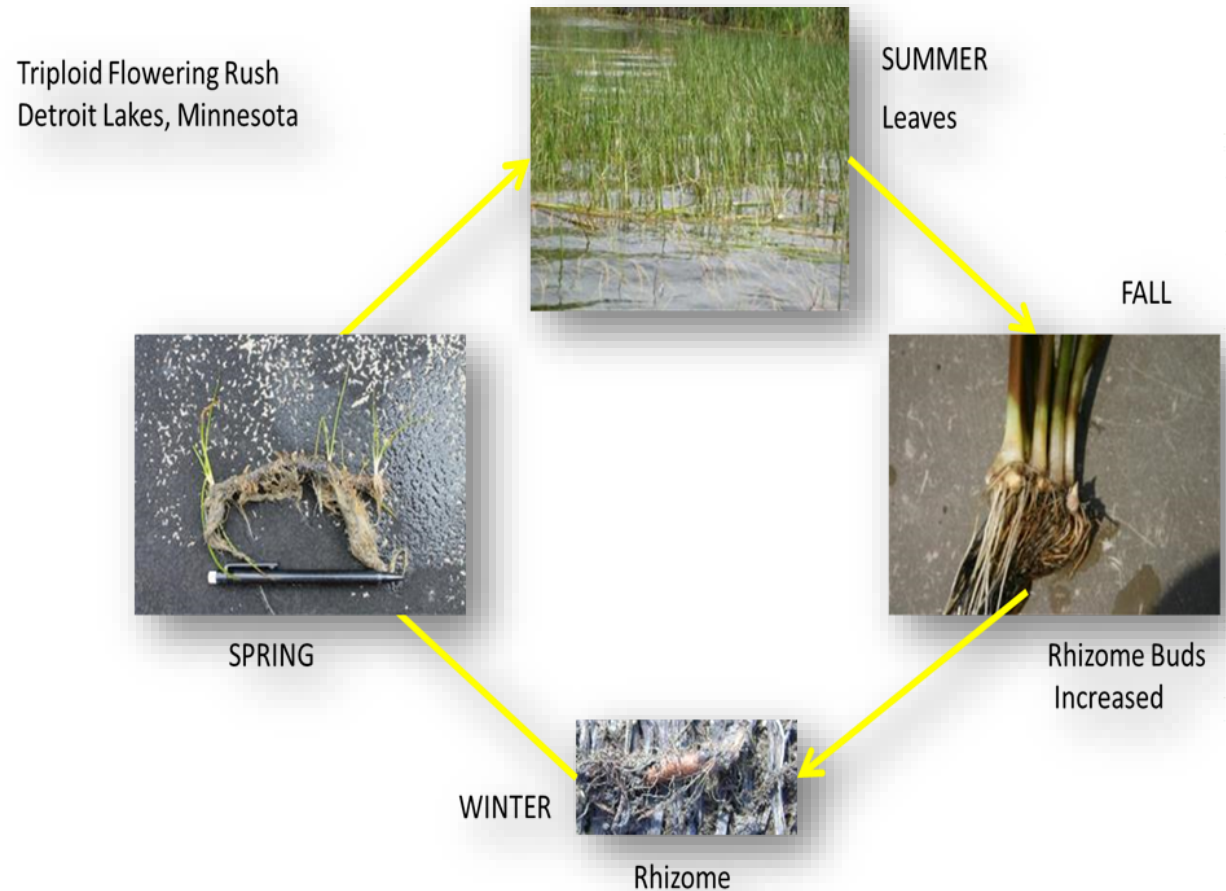 Triploid Flowering Rush
Detroit Lakes, Minnesota
SUMMER
Leaves
FALL
Rhizome Buds
Increased
WINTER
Rhizome
SPRING